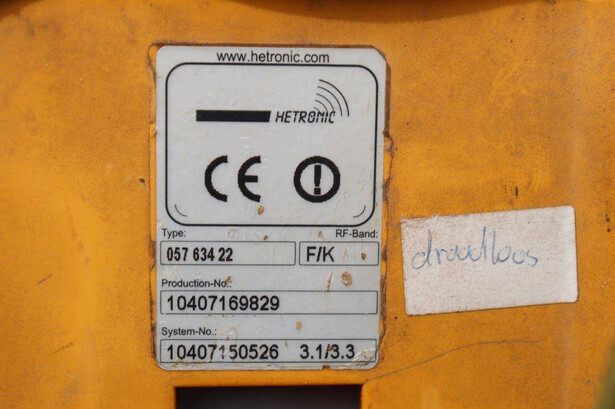 www.hetronic.com
HETRONIC
CE
Type: RF-Band:
057 634 22 F/K
Production-No.:
10407169829
System-No.:
10407150526 3.1/3.3
draadloos